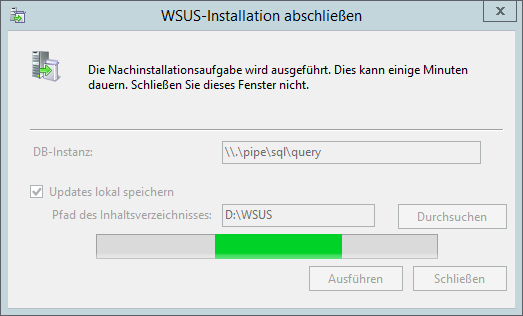 WSUS-Installation abschließen
Die Nachinstallationsaufgabe wird ausgeführt. Dies kann einige Minuten
dauern. Schließen Sie dieses Fenster nicht.
DB-Instanz: \\.\pipe\sql\query
Updates lokal speichern
Pfad des Inhaltsverzeichnisses: D:\WSUS Durchsuchen
Ausführen Schließen